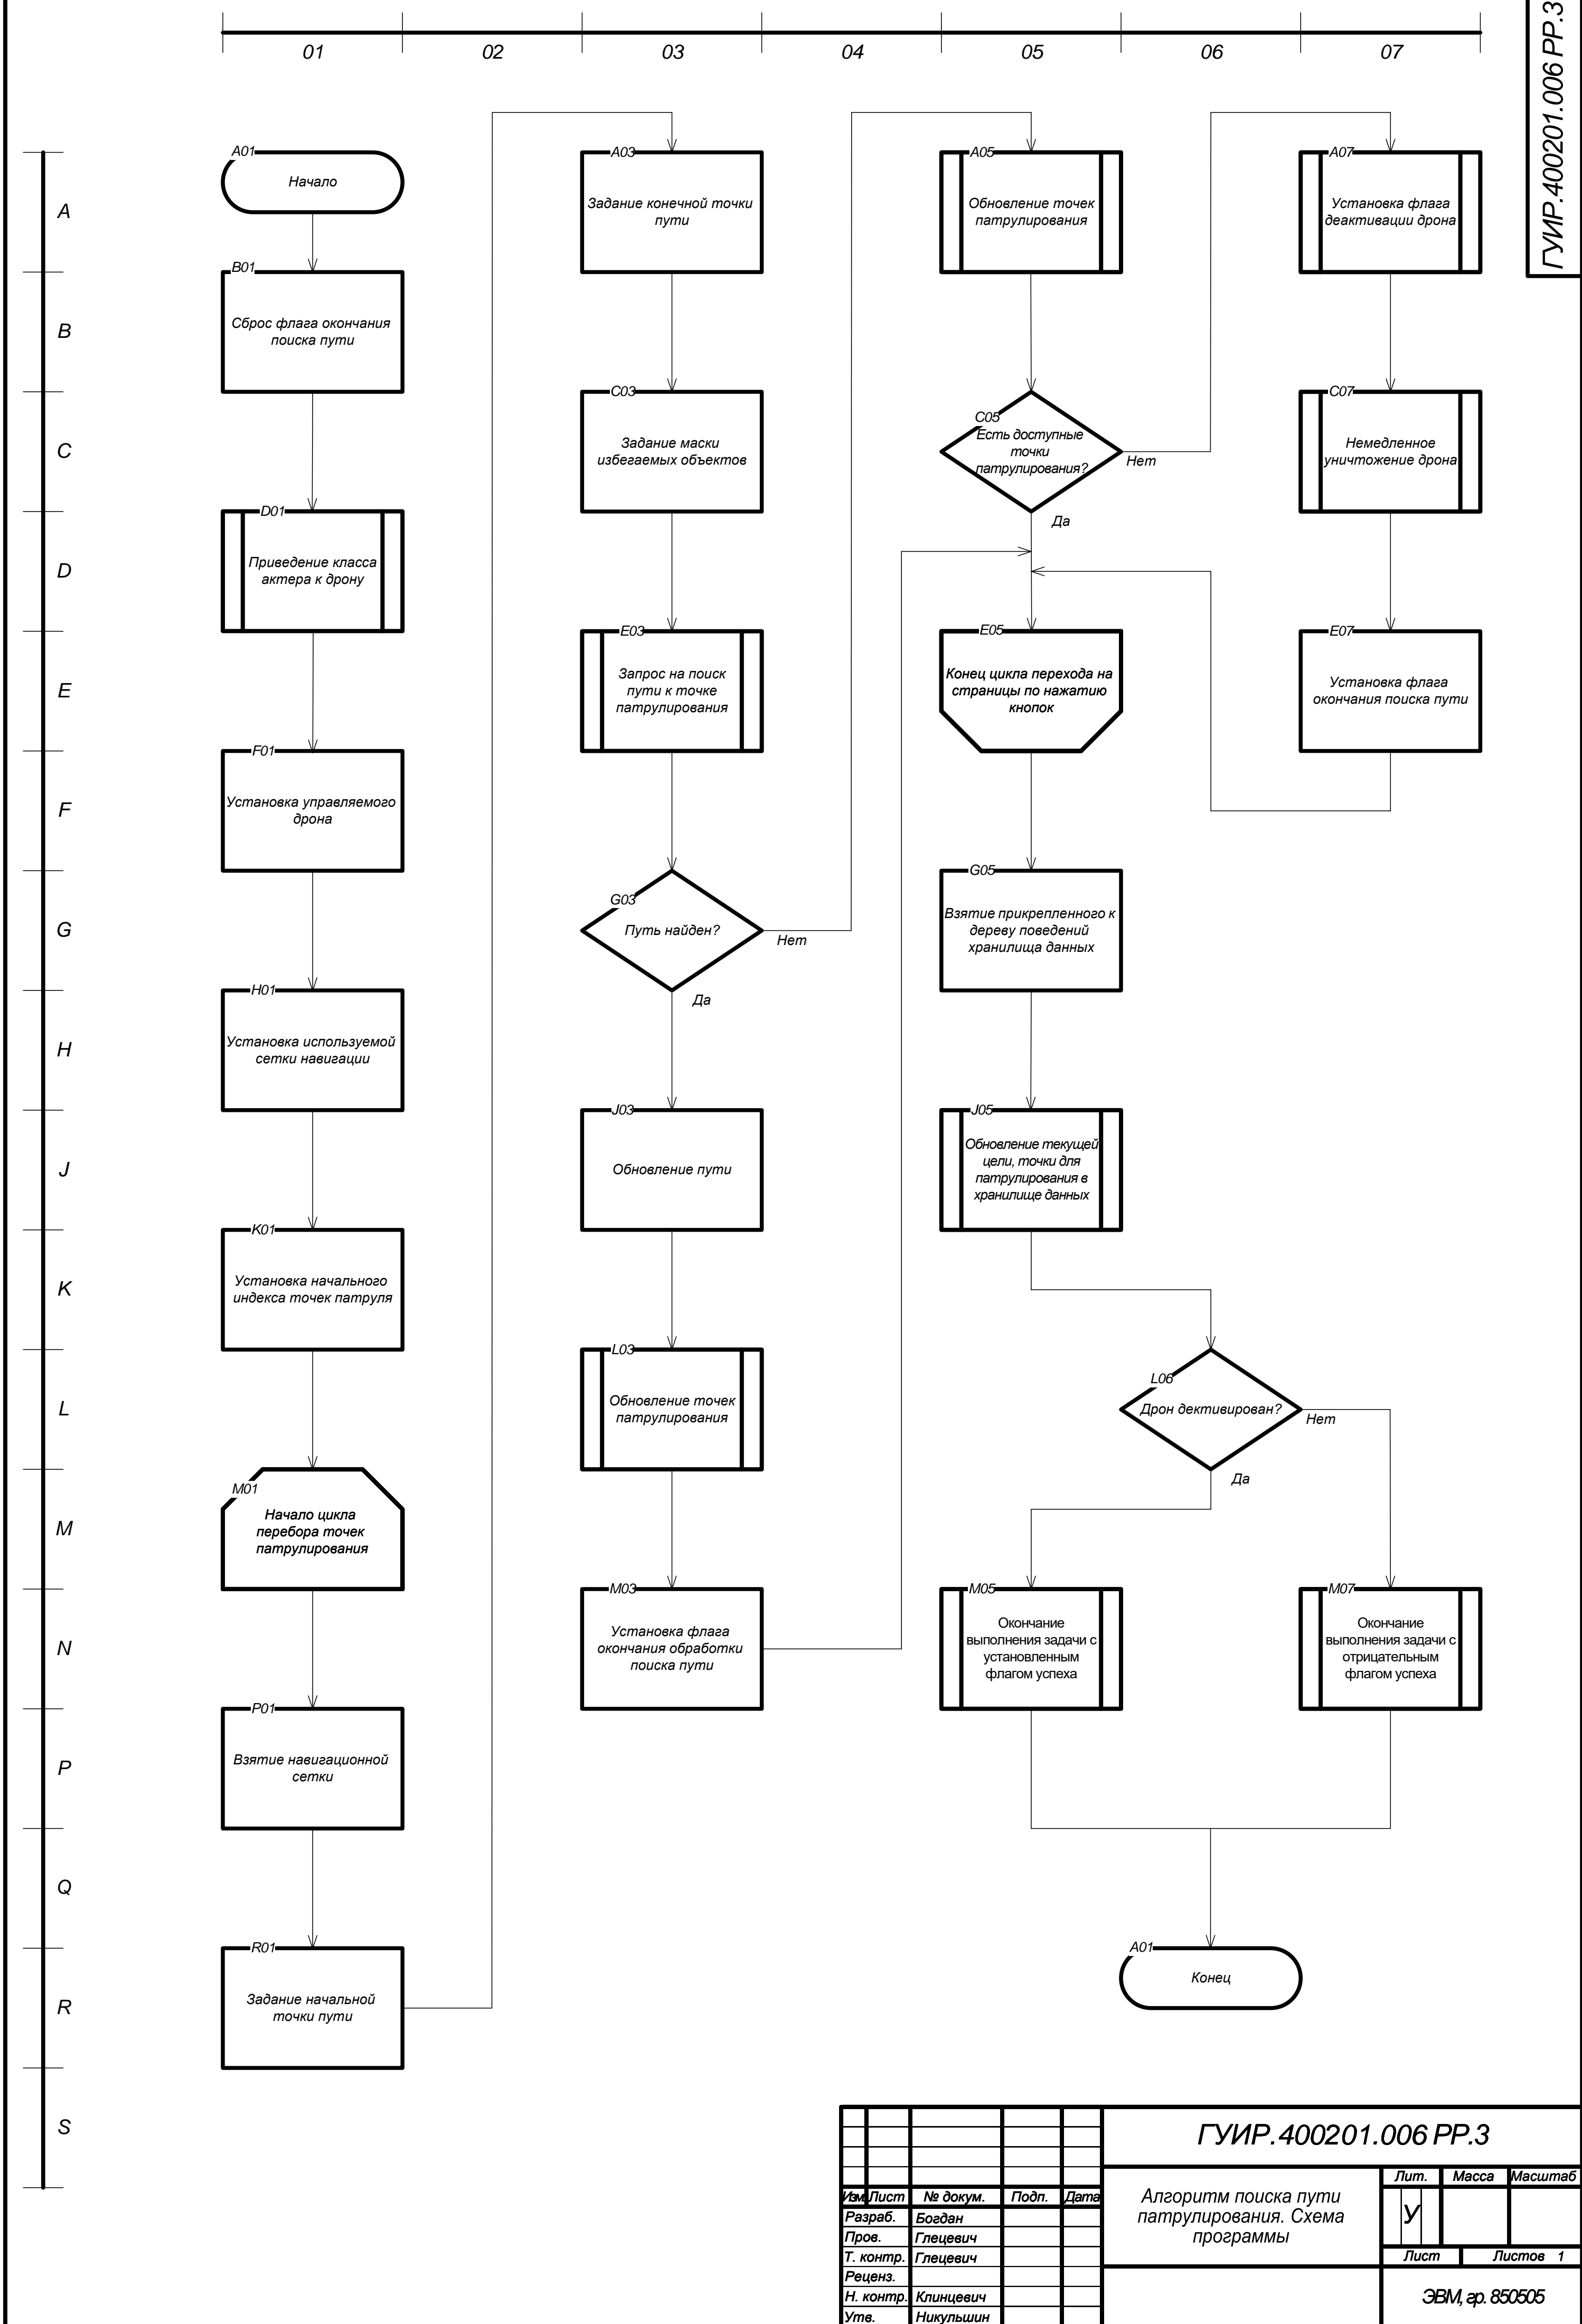 01 02 03 04 05 06 07
ГУИР.400201.006 РР.3
A
B
C
D
E
F
G
H
J
K
L
M
N
P
Q
R
S
A01
Начало
B01
Сброс флага окончания
поиска пути
D01
Приведение класса
актера к дрону
F01
Установка управляемого
дрона
H01
Установка используемой
сетки навигации
K01
Установка начального
индекса точек патруля
M01
Начало цикла
перебора точек
патрулирования
P01
Взятие навигационной
сетки
R01
Задание начальной
точки пути
A03
Задание конечной точки
пути
C03
Задание маски
избегаемых объектов
E03
Запрос на поиск
пути к точке
патрулирования
G03
Путь найден?
Нет
Да
J03
Обновление пути
L03
Обновление точек
патрулирования
M03
Установка флага
окончания обработки
поиска пути
A05
Обновление точек
патрулирования
C05
Есть доступные
точки
патрулирования?
Нет
Да
E05
Конец цикла перехода на
страницы по нажатию
кнопок
G05
Взятие прикрепленного к
дереву поведений
хранилища данных
J05
Обновление текущей
цели, точки для
патрулирования в
хранилище данных
L06
Дрон дективирован?
Нет
Да
M05
Окончание
выполнения задачи с
установленным
флагом успеха
A07
Установка флага
деактивации дрона
C07
Немедленное
уничтожение дрона
E07
Установка флага
окончания поиска пути
M07
Окончание
выполнения задачи с
отрицательным
флагом успеха
A01
Конец
ГУИР.400201.006 РР.3
Изм. Лист № докум. Подп. Дата
Разраб. Богдан
Пров. Глецевич
Т. контр. Глецевич
Реценз.
Н. контр. Клинцевич
Утв. Никульшин
Алгоритм поиска пути
патрулирования. Схема
программы
Лит. Масса Масштаб
У
Лист Листов 1
ЭВМ, гр. 850505